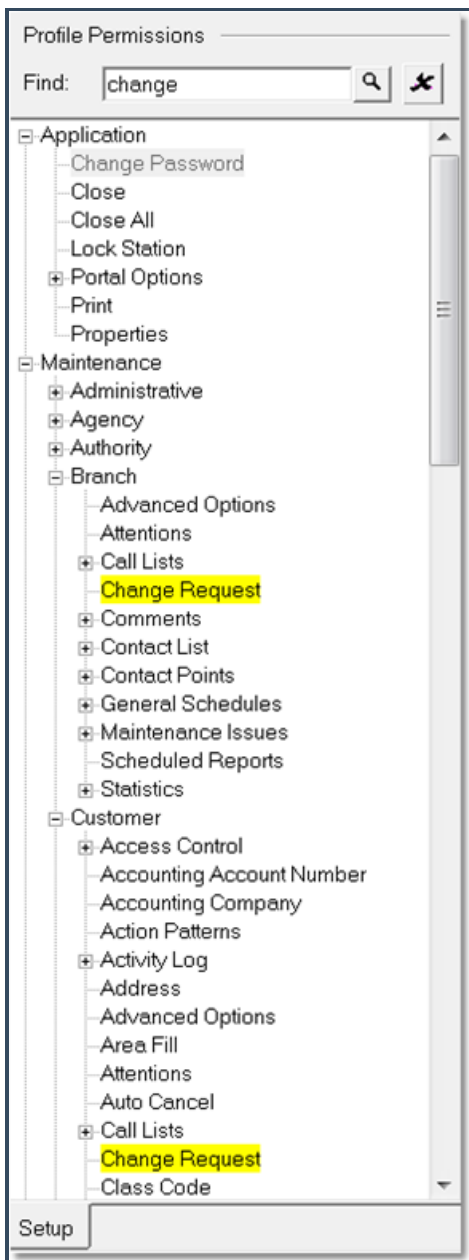 Profile Permissions
Find: change
Application
Change Password
Close
Close All
Lock Station
Portal Options
Print
Properties
Maintenance
Administrative
Agency
Authority
Branch
Advanced Options
Attentions
Call Lists
Change Request
Comments
Contact List
Contact Points
General Schedules
Maintenance Issues
Scheduled Reports
Statistics
Customer
Access Control
Accounting Account Number
Accounting Company
Action Patterns
Activity Log
Address
Advanced Options
Area Fill
Attentions
Auto Cancel
Call Lists
Change Request
Class Code
Setup